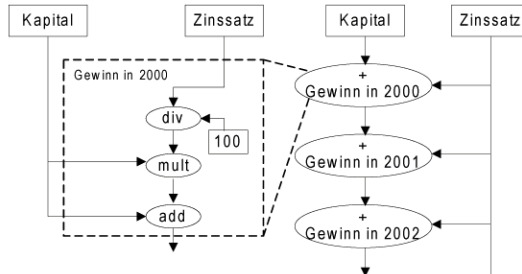 Kapital
Zinssatz
Kapital
Zinssatz
Gewinn in 2000
div
100
mult
add
+
Gewinn in 2000
+
Gewinn in 2001
+
Gewinn in 2002